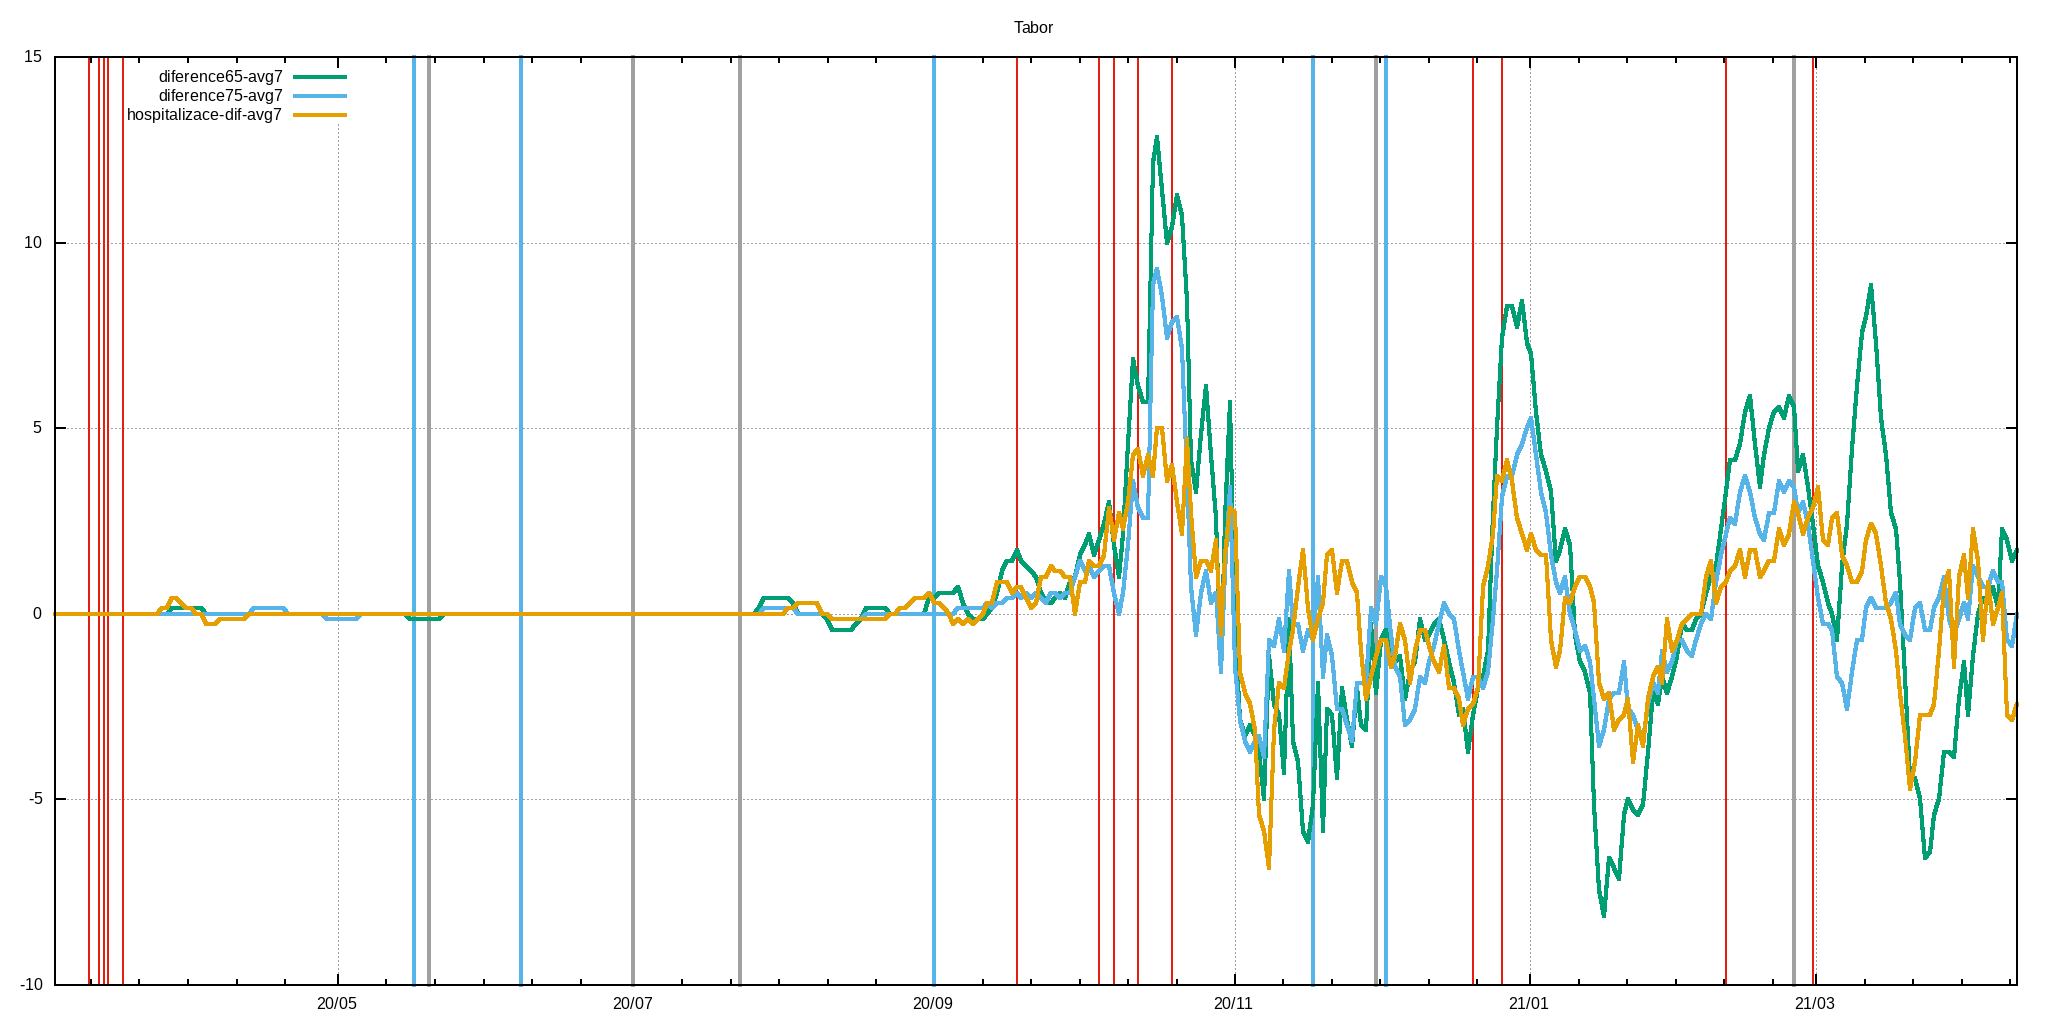 Tabor
15
diference65-avg7
diference75-avg7
hospitalizace-dif-avg7
10
5
0
-5
-10
20/05 20/07 20/09 20/11 21/01 21/03